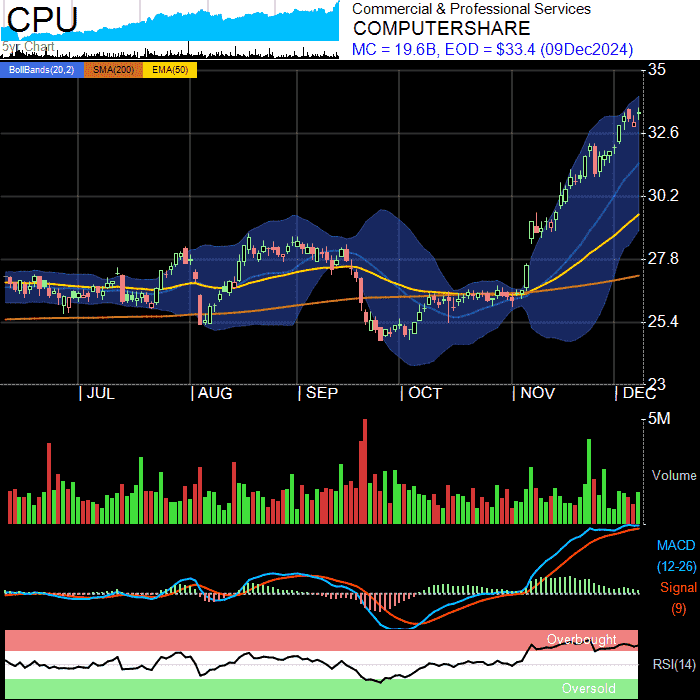 CPU
5yr Chart
Commercial & Professional Services
COMPUTERSHARE
MC = 19.6B, EOD = $33.4 (09Dec2024)
BollBands(20,2) SMA(200) EMA(50)
35
32.6
30.2
27.8
25.4
23
JUL AUG SEP OCT NOV DEC
5M
Volume
MACD
(12-26)
Signal
(9)
Overbought
RSI(14)
Oversold